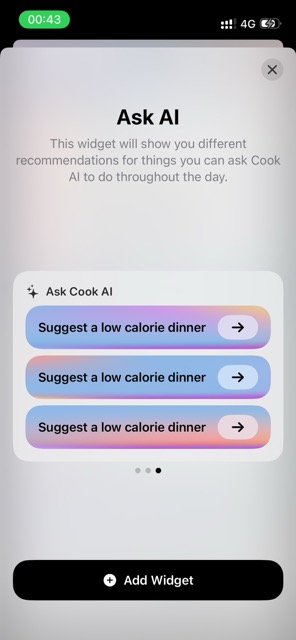 00:43
4G
Ask AI
This widget will show you different
recommendations for things you can ask Cook
AI to do throughout the day.
Ask Cook AI
Suggest a low calorie dinner
Suggest a low calorie dinner
Suggest a low calorie dinner
Add Widget